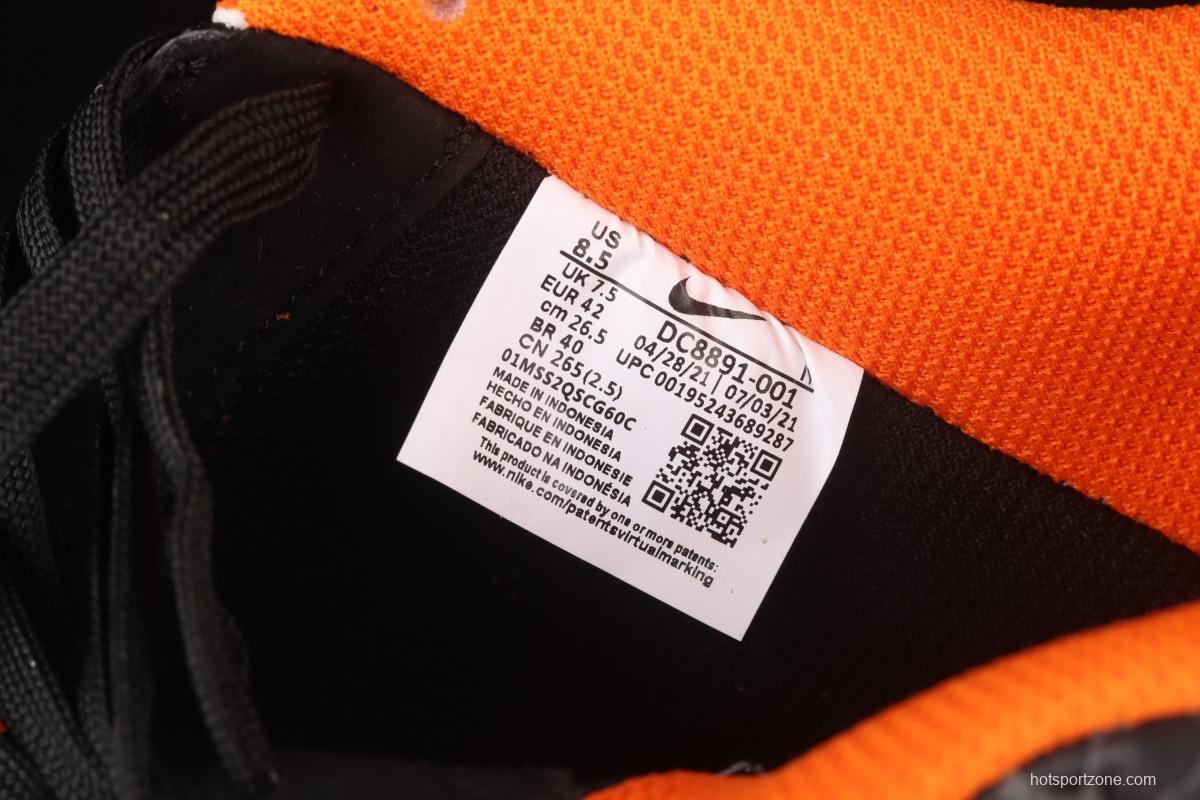 US
8.5
UK 7.5
EUR 42
cm 26.5
BR 40
CN 265(2.5)
01MSS2QSCG60C
MADE IN INDONESIA
HECHO EN INDONESIA
FABRIQUE EN INDONESIE
FABRICADO NA INDONÉSIA
This product is covered by one or more patents:
www.nike.com/patentsvirtualmarking
DC8891-001
04/28/21 | 07/03/21
UPC 00195243689287
hotsportzone.com